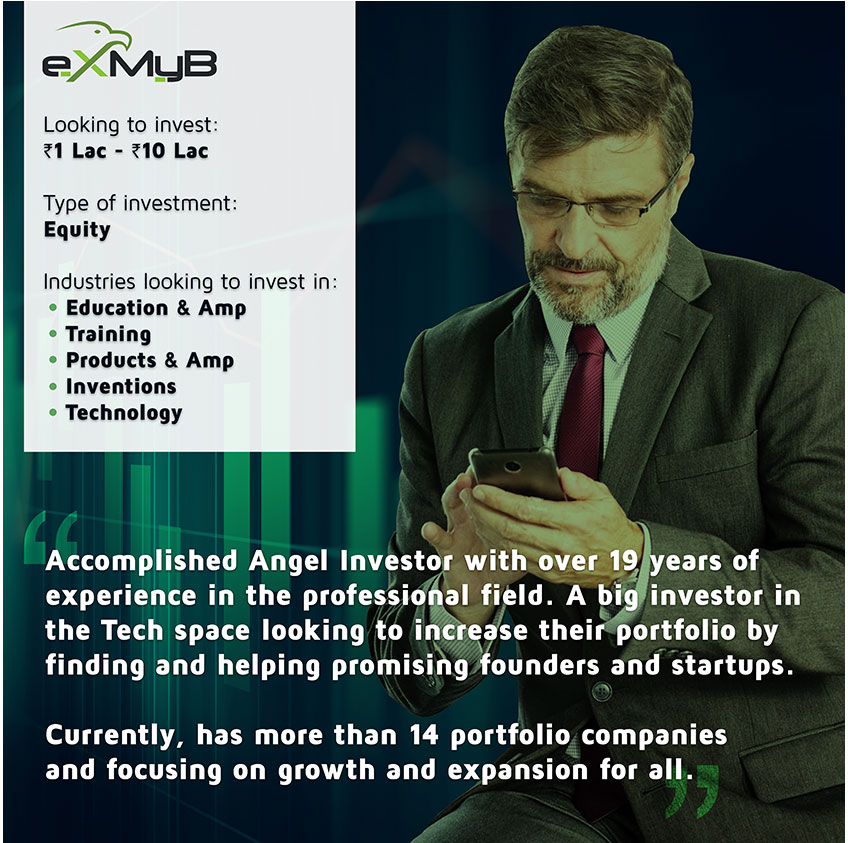 eXMyB
Looking to invest:
₹1 Lac - ₹10 Lac
Type of investment:
Equity
Industries looking to invest in:
• Education & Amp
• Training
• Products & Amp
• Inventions
• Technology
“
Accomplished Angel Investor with over 19 years of
experience in the professional field. A big investor in
the Tech space looking to increase their portfolio by
finding and helping promising founders and startups.
Currently, has more than 14 portfolio companies
and focusing on growth and expansion for all.
”